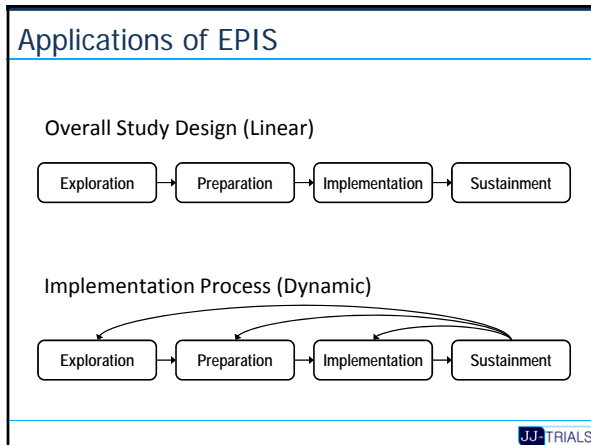 Applications of EPIS
Overall Study Design (Linear)
Exploration Preparation Implementation Sustainment
Implementation Process (Dynamic)
Exploration Preparation Implementation Sustainment
JJ-TRIALS